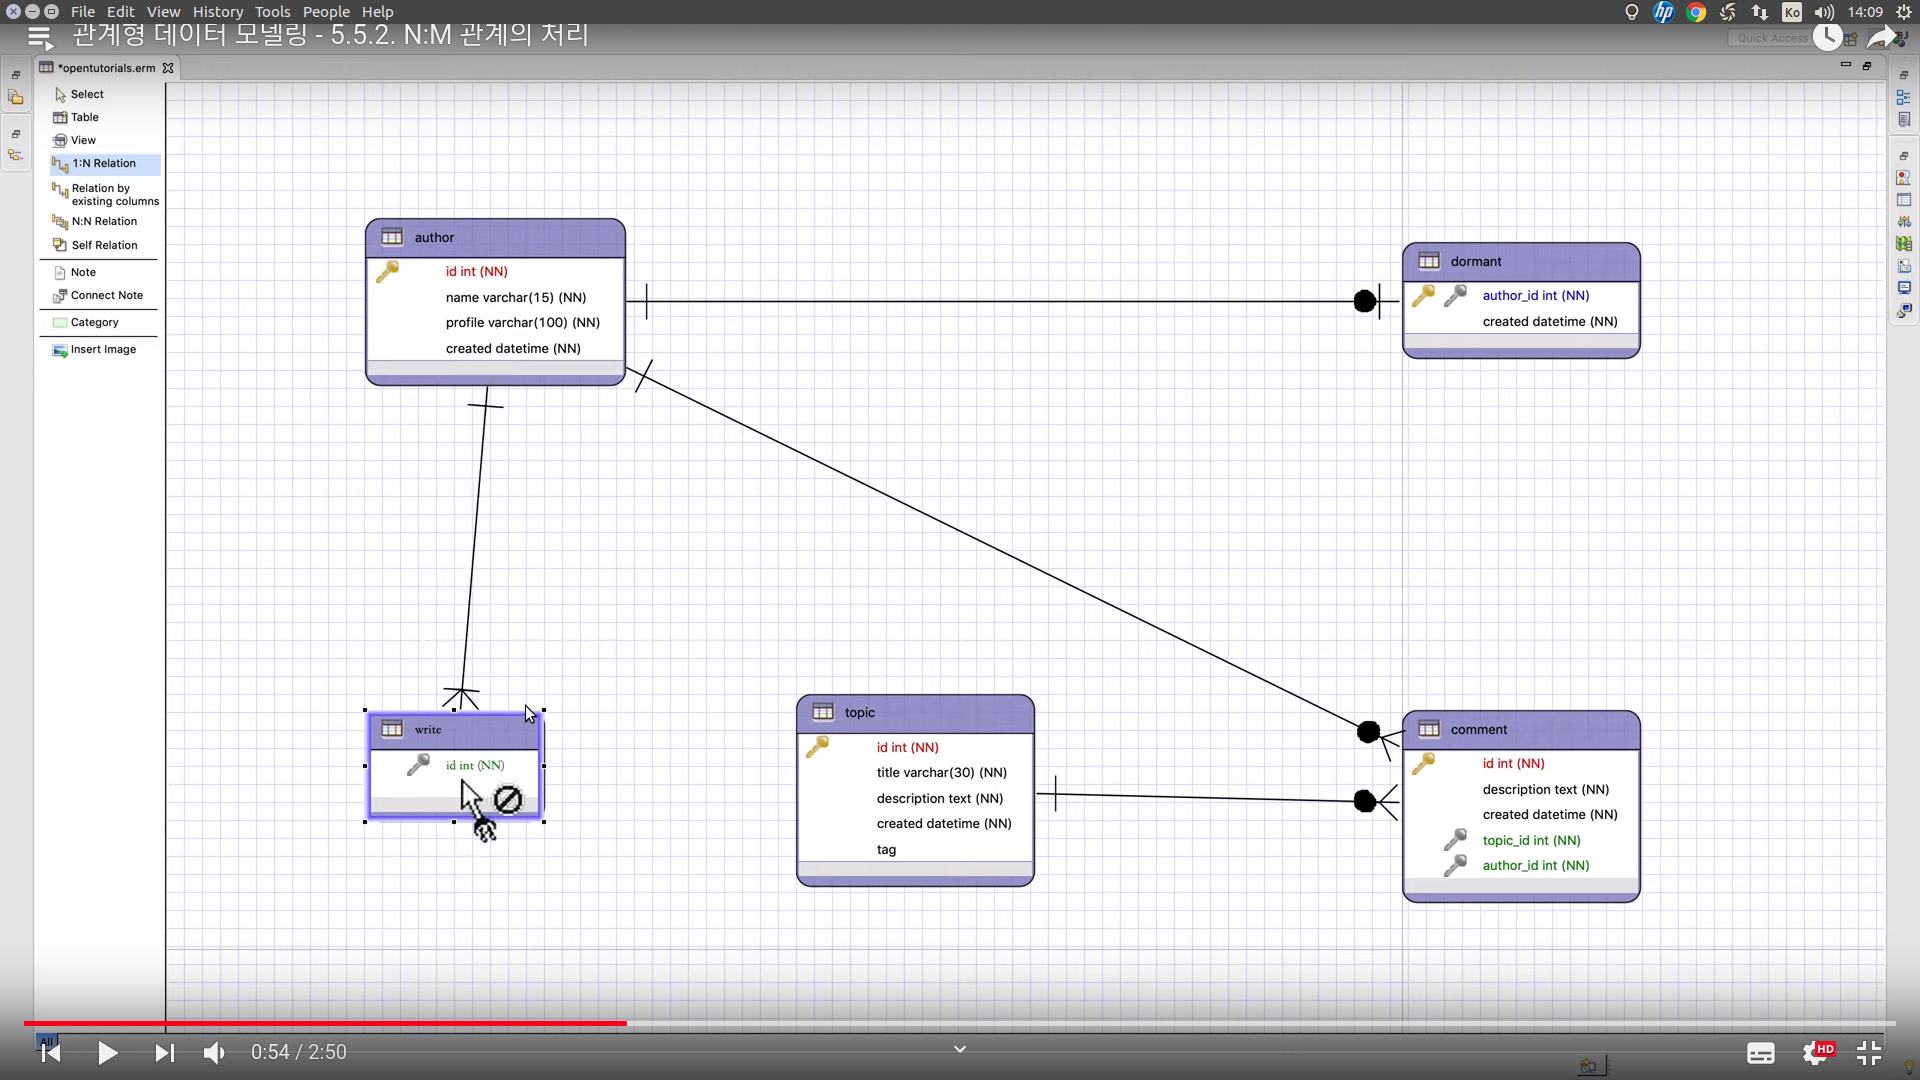 File Edit View History Tools People Help
hp
Ko
14:09
관계형 데이터 모델링 - 5.5.2. N:M 관계의 처리
Quick Access
*opentutorials.erm
Select
Table
View
1:N Relation
Relation by
existing columns
N:N Relation
Self Relation
Note
Connect Note
Category
Insert Image
author
id int (NN)
name varchar(15) (NN)
profile varchar(100) (NN)
created datetime (NN)
dormant
author_id int (NN)
created datetime (NN)
write
id int (NN)
topic
id int (NN)
title varchar(30) (NN)
description text (NN)
created datetime (NN)
tag
comment
id int (NN)
description text (NN)
created datetime (NN)
topic_id int (NN)
author_id int (NN)
All
0:54 / 2:50
HD